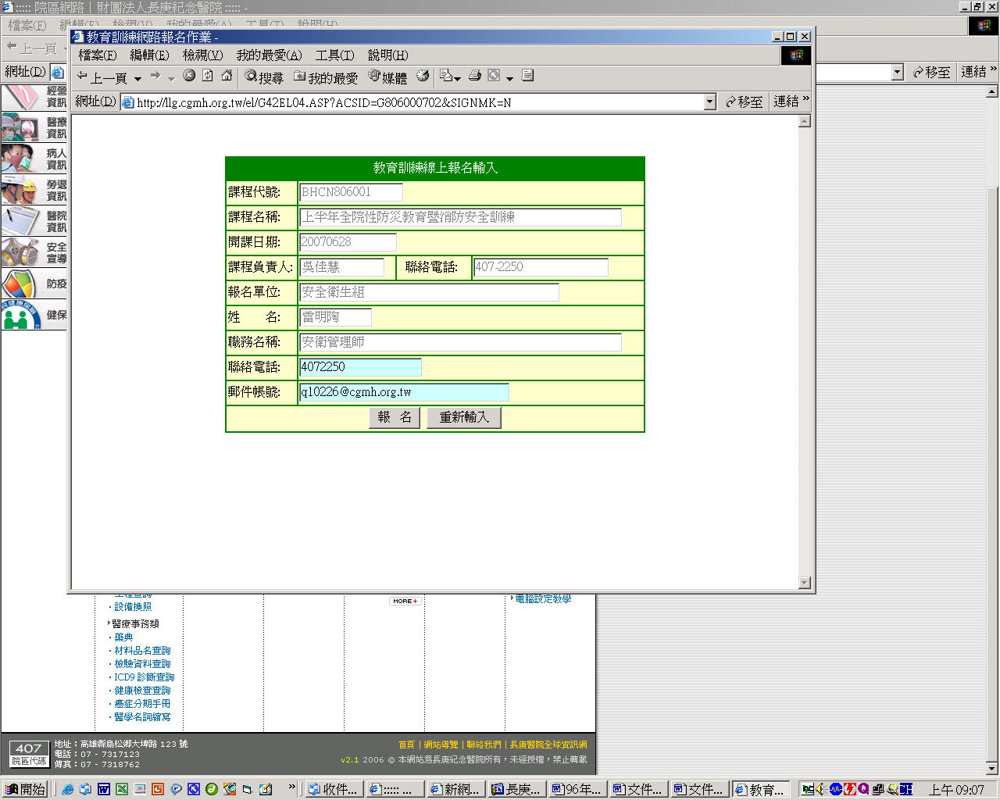 ::::: 院區網路 | 財團法人長庚紀念醫院 ::::: -
檔案(F) 編輯(E) 檢視(V) 我的最愛(A) 工具(T) 說明(H)
上一頁
網址(D)
移至 連結 »
教育訓練網路報名作業 -
檔案(F) 編輯(E) 檢視(V) 我的最愛(A) 工具(T) 說明(H)
上一頁 搜尋 我的最愛 媒體
網址(D) http://llg.cgmh.org.tw/el/G42EL04.ASP?ACSID=G806000702&SIGNMK=N 移至 連結 »
經營
資訊
醫療
資訊
病人
資訊
勞退
資訊
醫院
資訊
安全
宣導
防疫
健保
教育訓練線上報名輸入
課程代號: BHCN806001
課程名稱: 上半年全院性防災教育暨消防安全訓練
開課日期: 20070628
課程負責人: 吳佳慧 聯絡電話: 407-2250
報名單位: 安全衛生組
姓 名: 雷明陶
職務名稱: 安衛管理師
聯絡電話: 4072250
郵件帳號: q10226@cgmh.org.tw
報 名 重新輸入
工程查詢
· 設備換照
MORE+
電腦設定教學
醫療事務類
· 藥典
· 材料品名查詢
· 檢驗資料查詢
· ICD9 診斷查詢
· 健康檢查查詢
· 癌症分期手冊
· 醫學名詞縮寫
407
院區代碼
地址:高雄縣鳥松鄉大埤路 123 號
電話:07 - 7317123
傳真:07 - 7318762
首頁 | 網站導覽 | 聯絡我們 | 長庚醫院全球資訊網
v2.1 2006 © 本網站為長庚紀念醫院所有,未經授權,禁止轉載
開始 » 收件... ::::: ... 新網... 長庚... 96年... 文件... 文件... 教育... CH 上午 09:07